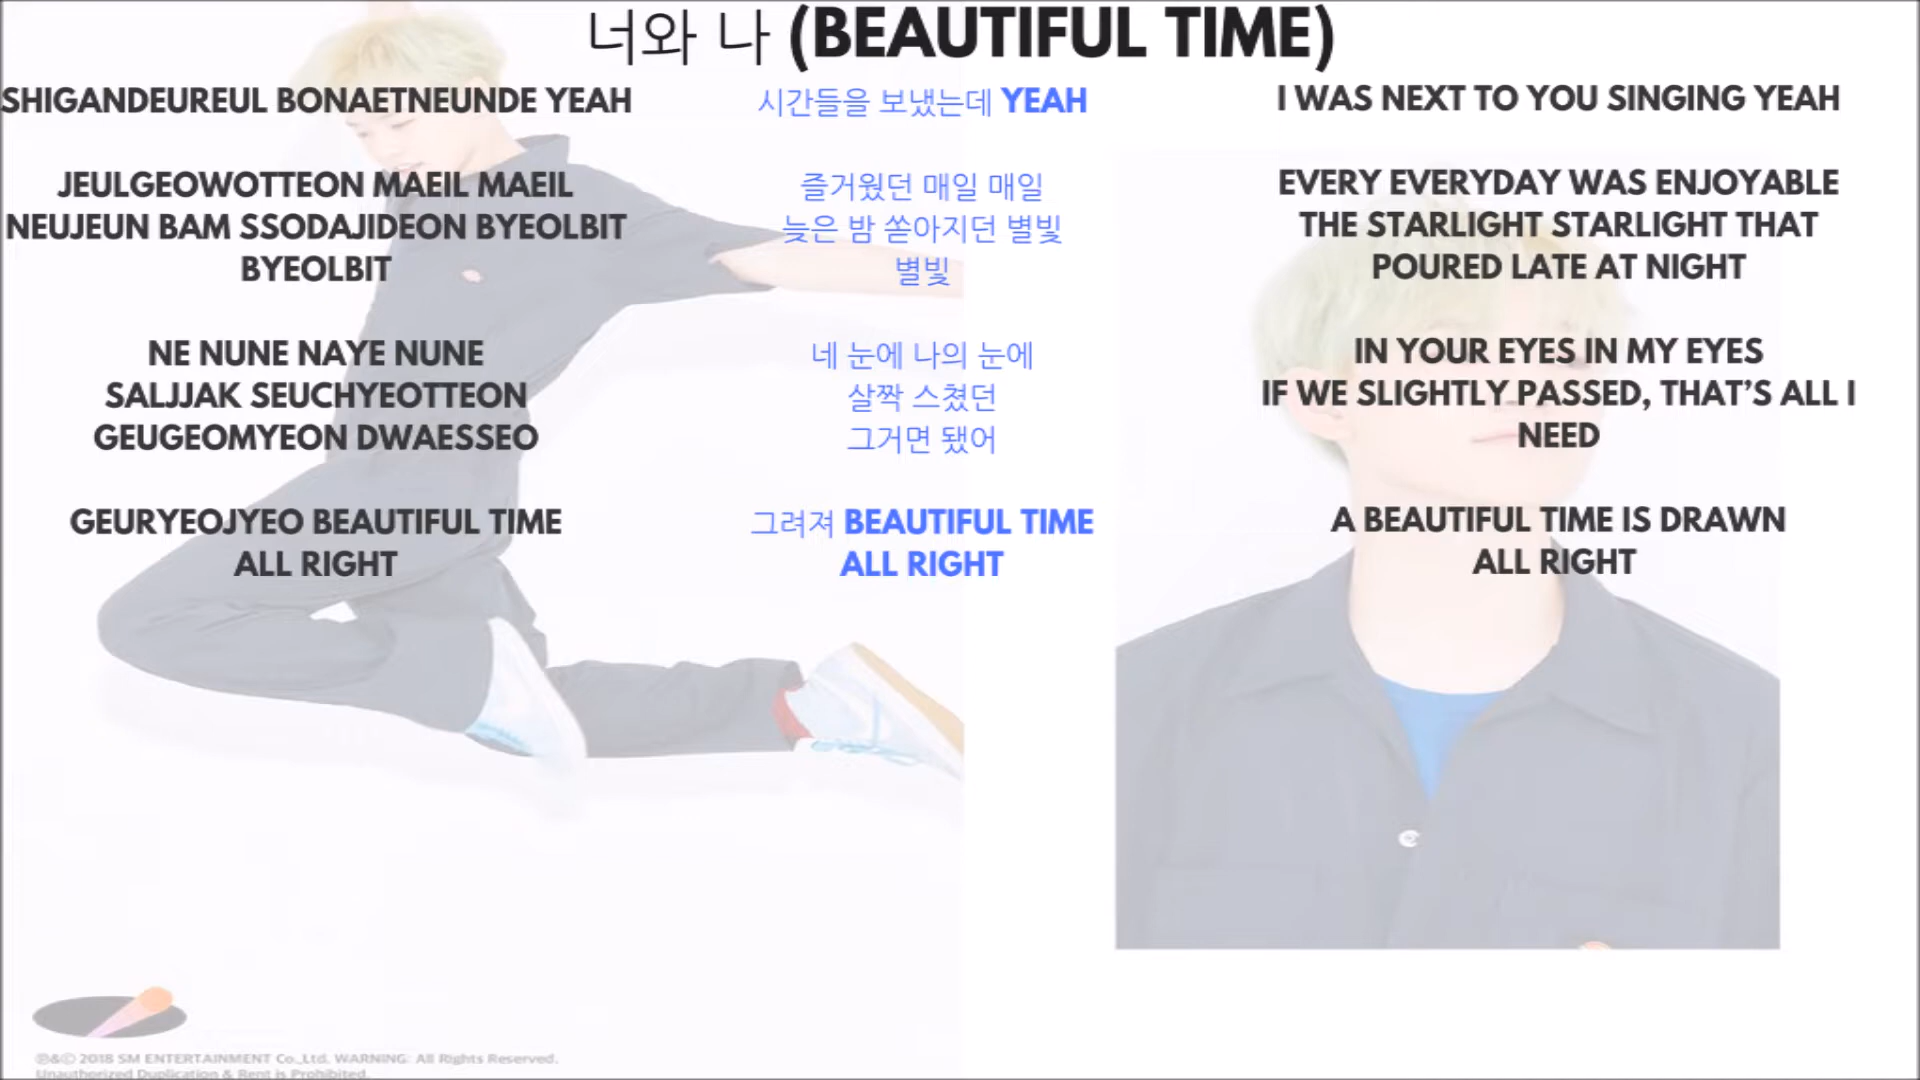 너와 나 (BEAUTIFUL TIME)
SHIGANDEUREUL BONAETNEUNDE YEAH
JEULGEOWOTTEON MAEIL MAEIL
NEUJEUN BAM SSODAJIDEON BYEOLBIT
BYEOLBIT
NE NUNE NAYE NUNE
SALJJAK SEUCHYEOTTEON
GEUGEOMYEON DWAESSEO
GEURYEOJYEO BEAUTIFUL TIME
ALL RIGHT
시간들을 보냈는데 YEAH
즐거웠던 매일 매일
늦은 밤 쏟아지던 별빛
별빛
네 눈에 나의 눈에
살짝 스쳤던
그거면 됐어
그려져 BEAUTIFUL TIME
ALL RIGHT
I WAS NEXT TO YOU SINGING YEAH
EVERY EVERYDAY WAS ENJOYABLE
THE STARLIGHT STARLIGHT THAT
POURED LATE AT NIGHT
IN YOUR EYES IN MY EYES
IF WE SLIGHTLY PASSED, THAT’S ALL I
NEED
A BEAUTIFUL TIME IS DRAWN
ALL RIGHT
℗&© 2018 SM ENTERTAINMENT Co.,Ltd. WARNING: All Rights Reserved.
Unauthorized Duplication & Rent is Prohibited.